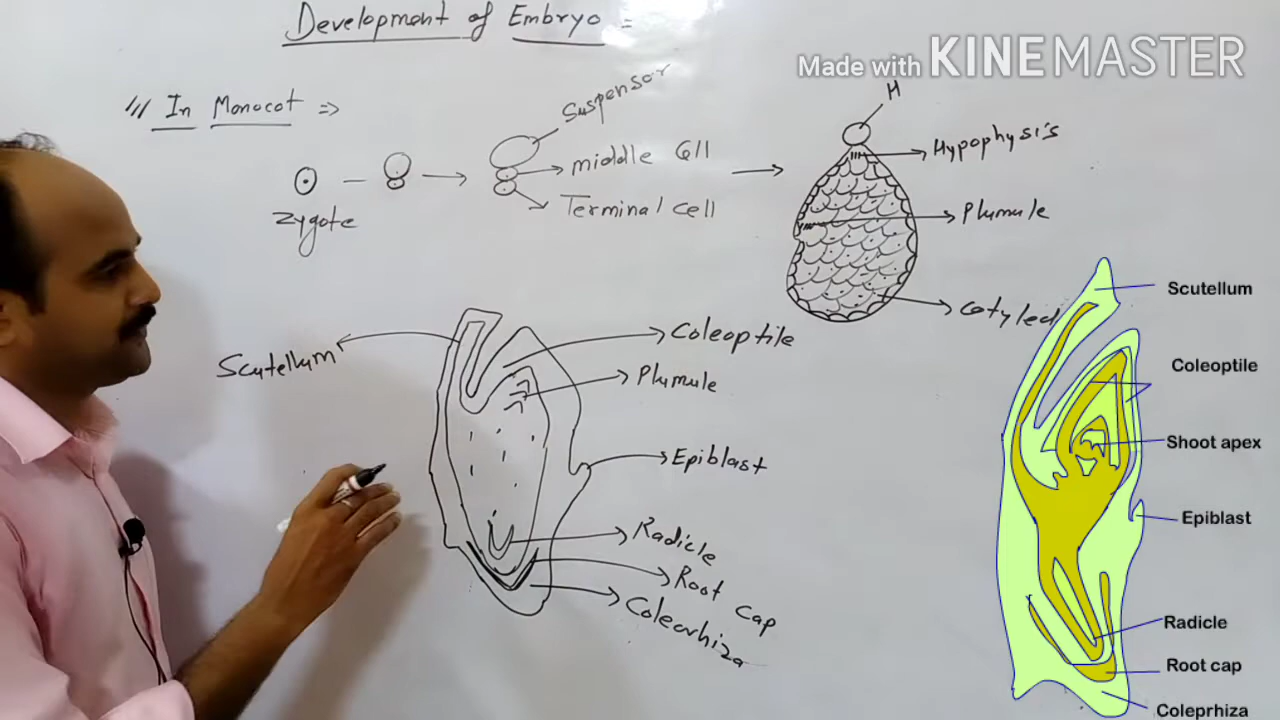 Development of Embryo :
Made with KINEMASTER
/// In Monocot ⇒
Suspensor
H
Hypophysis
middle Cell
Zygote
Terminal cell
Plumule
Cotyled
Scutellum
Coleoptile
Plumule
Epiblast
Radicle
Root cap
Coleorhiza
Scutellum
Coleoptile
Shoot apex
Epiblast
Radicle
Root cap
Coleprhiza